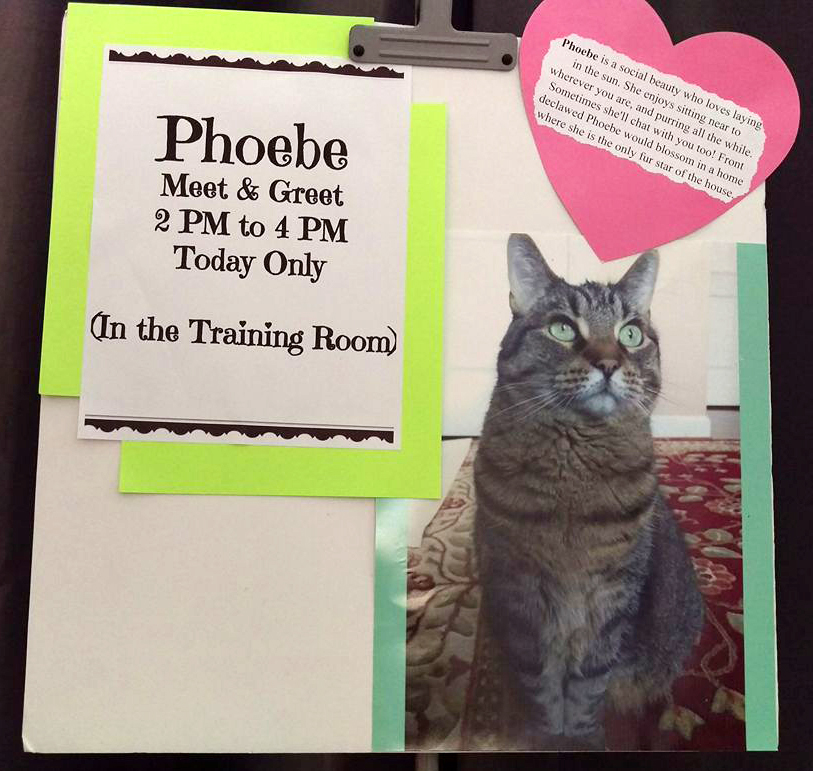 Phoebe
Meet & Greet
2 PM to 4 PM
Today Only
(In the Training Room)
Phoebe is a social beauty who loves laying
in the sun. She enjoys sitting near to
wherever you are, and purring all the while.
Sometimes she'll chat with you too! Front
declawed Phoebe would blossom in a home
where she is the only fur star of the house.